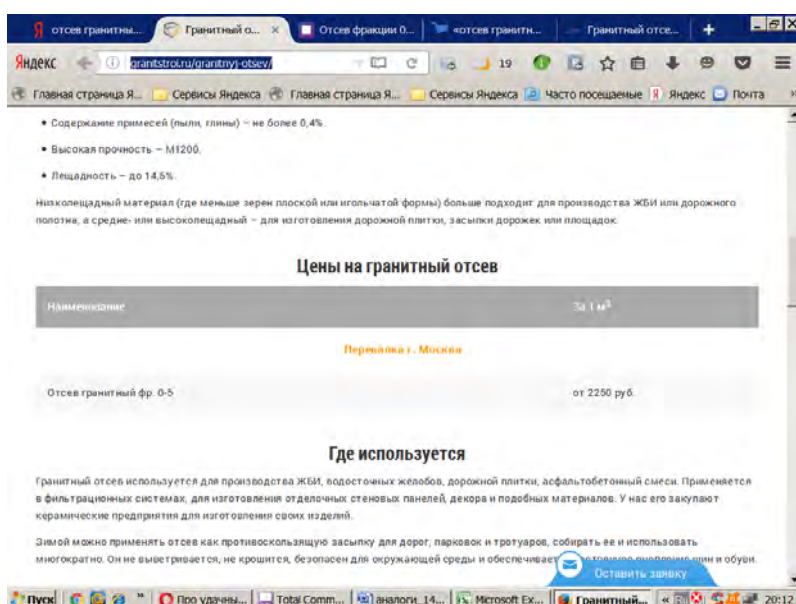 отсев гранитны...
Гранитный о...
Отсев фракции 0...
«отсев гранитн...
Гранитный отсе...
Яндекс
granitstroi.ru/granitnyj-otsev/
19
Главная страница Я...
Сервисы Яндекса
Главная страница Я...
Сервисы Яндекса
Часто посещаемые
Яндекс
Почта
• Содержание примесей (пыли, глины) – не более 0,4%.
• Высокая прочность – М1200.
• Лещадность – до 14,5%.
Низколещадный материал (где меньше зерен плоской или игольчатой формы) больше подходит для производства ЖБИ или дорожного
полотна, а средне- или высоколещадный – для изготовления дорожной плитки, засыпки дорожек или площадок.
Цены на гранитный отсев
Наименование
За 1 м³
Перевалка г. Москва
Отсев гранитный фр. 0-5
от 2250 руб.
Где используется
Гранитный отсев используется для производства ЖБИ, водосточных желобов, дорожной плитки, асфальтобетонный смеси. Применяется
в фильтрационных системах, для изготовления отделочных стеновых панелей, декора и подобных материалов. У нас его закупают
керамические предприятия для изготовления своих изделий.
Зимой можно применять отсев как противоскользящую засыпку для дорог, парковок и тротуаров, собирать ее и использовать
многократно. Он не выветривается, не крошится, безопасен для окружающей среды и обеспечивает шин и обуви.
Оставить заявку
Пуск
Про удачны...
Total Comm...
аналоги_14...
Microsoft Ex...
Гранитный...
20:12